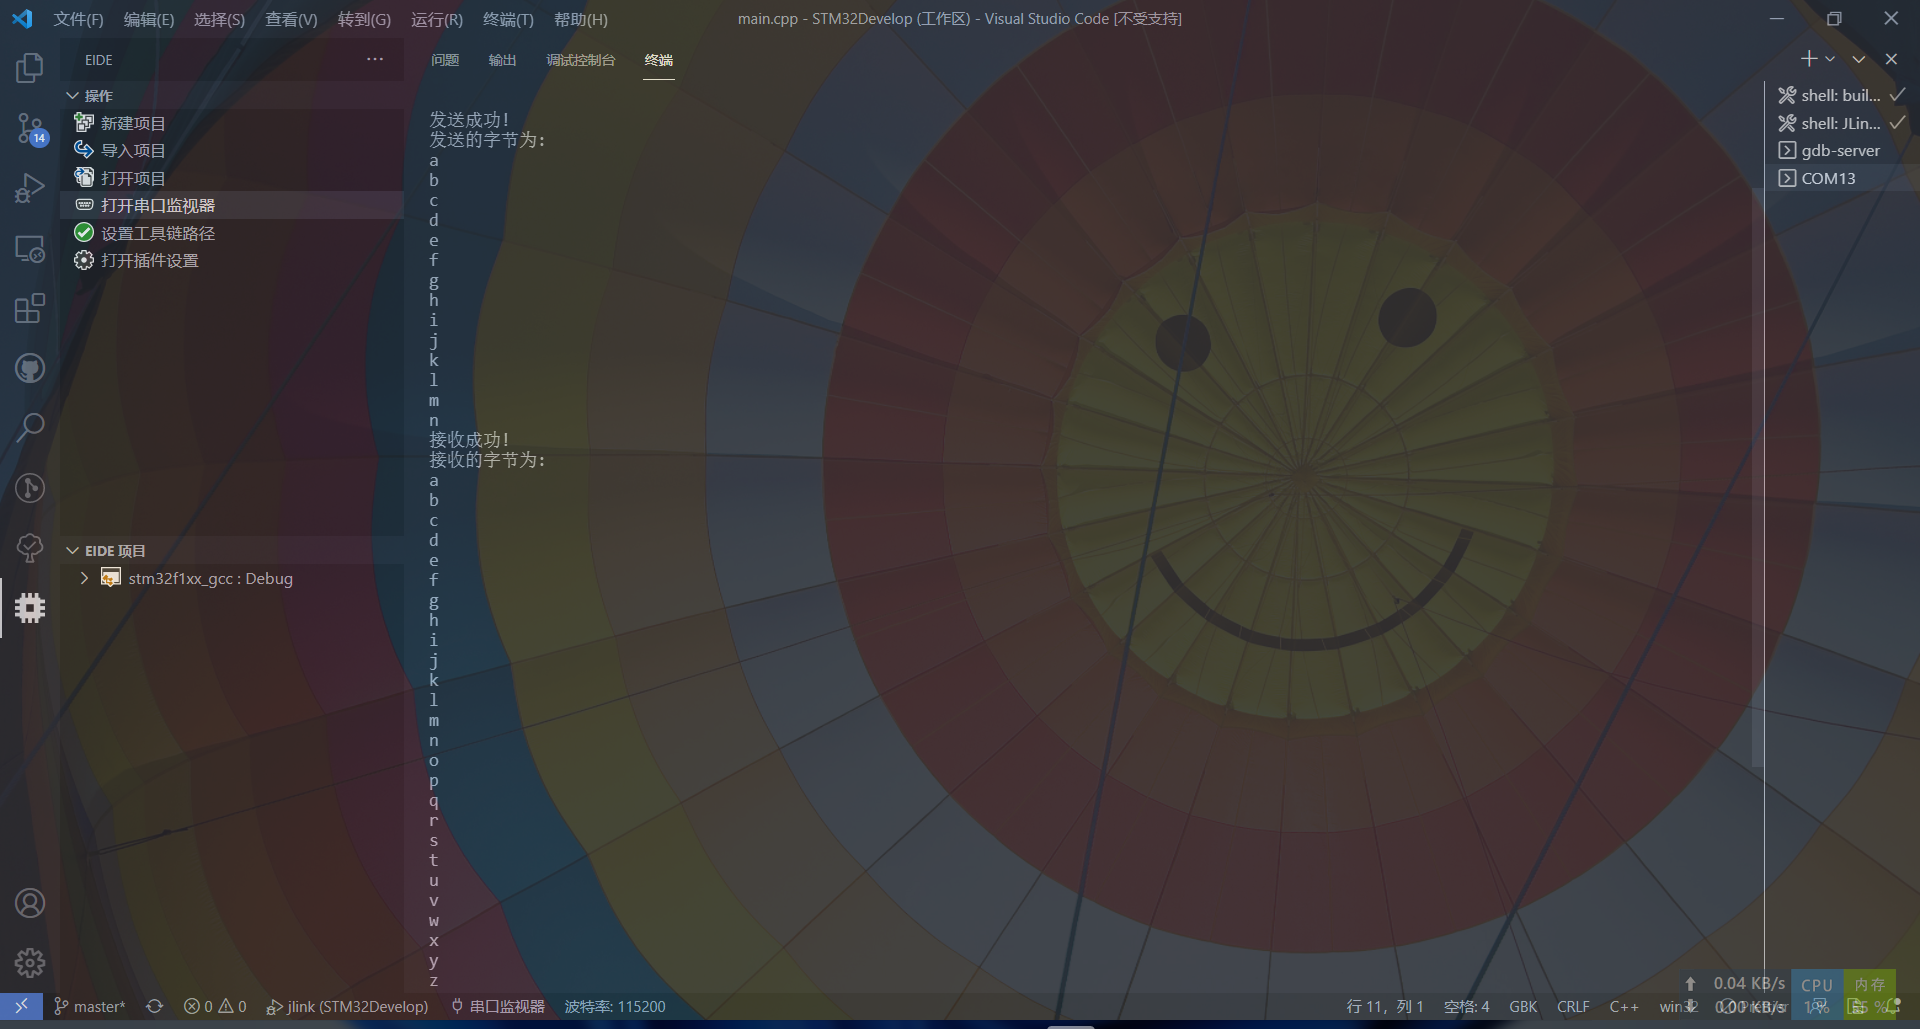 文件(F) 编辑(E) 选择(S) 查看(V) 转到(G) 运行(R) 终端(T) 帮助(H)
main.cpp - STM32Develop (工作区) - Visual Studio Code [不受支持]
EIDE
操作
新建项目
导入项目
打开项目
打开串口监视器
设置工具链路径
打开插件设置
14
EIDE 项目
stm32f1xx_gcc : Debug
问题 输出 调试控制台 终端
发送成功!
发送的字节为:
a
b
c
d
e
f
g
h
i
j
k
l
m
n
接收成功!
接收的字节为:
a
b
c
d
e
f
g
h
i
j
k
l
m
n
o
p
q
r
s
t
u
v
w
x
y
z
shell: buil...
shell: JLin...
gdb-server
COM13
0.04 KB/s
0.00 KB/s
CPU
1%
内存
master*
0 0
jlink (STM32Develop)
串口监视器
波特率: 115200
行 11，列 1
空格: 4
GBK
CRLF
C++
win32